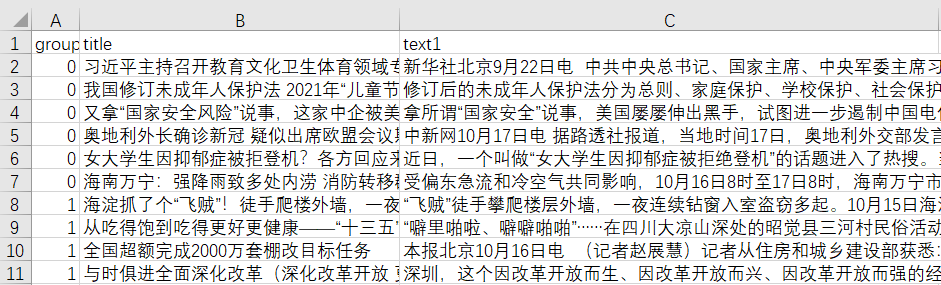 A B C
1 group title text1
2 0 习近平主持召开教育文化卫生体育领域专 新华社北京9月22日电 中共中央总书记、国家主席、中央军委主席习
3 0 我国修订未成年人保护法 2021年“儿童节 修订后的未成年人保护法分为总则、家庭保护、学校保护、社会保护
4 0 又拿“国家安全风险”说事，这家中企被美 拿所谓“国家安全”说事，美国屡屡伸出黑手，试图进一步遏制中国电
5 0 奥地利外长确诊新冠 疑似出席欧盟会议 中新网10月17日电 据路透社报道，当地时间17日，奥地利外交部发言
6 0 女大学生因抑郁症被拒登机？各方回应来 近日，一个叫做“女大学生因抑郁症被拒绝登机”的话题进入了热搜。
7 0 海南万宁：强降雨致多处内涝 消防转移 受偏东急流和冷空气共同影响，10月16日8时至17日8时，海南万宁市
8 1 海淀抓了个“飞贼”！徒手爬楼外墙，一夜 “飞贼”徒手攀爬楼层外墙，一夜连续钻窗入室盗窃多起。10月15日海
9 1 从吃得饱到吃得更好更健康——“十三五” “噼里啪啦、噼噼啪啪”……在四川大凉山深处的昭觉县三河村民俗活动
10 1 全国超额完成2000万套棚改目标任务 本报北京10月16日电 （记者赵展慧）记者从住房和城乡建设部获悉：
11 1 与时俱进全面深化改革（深化改革开放 深圳，这个因改革开放而生、因改革开放而兴、因改革开放而强的经